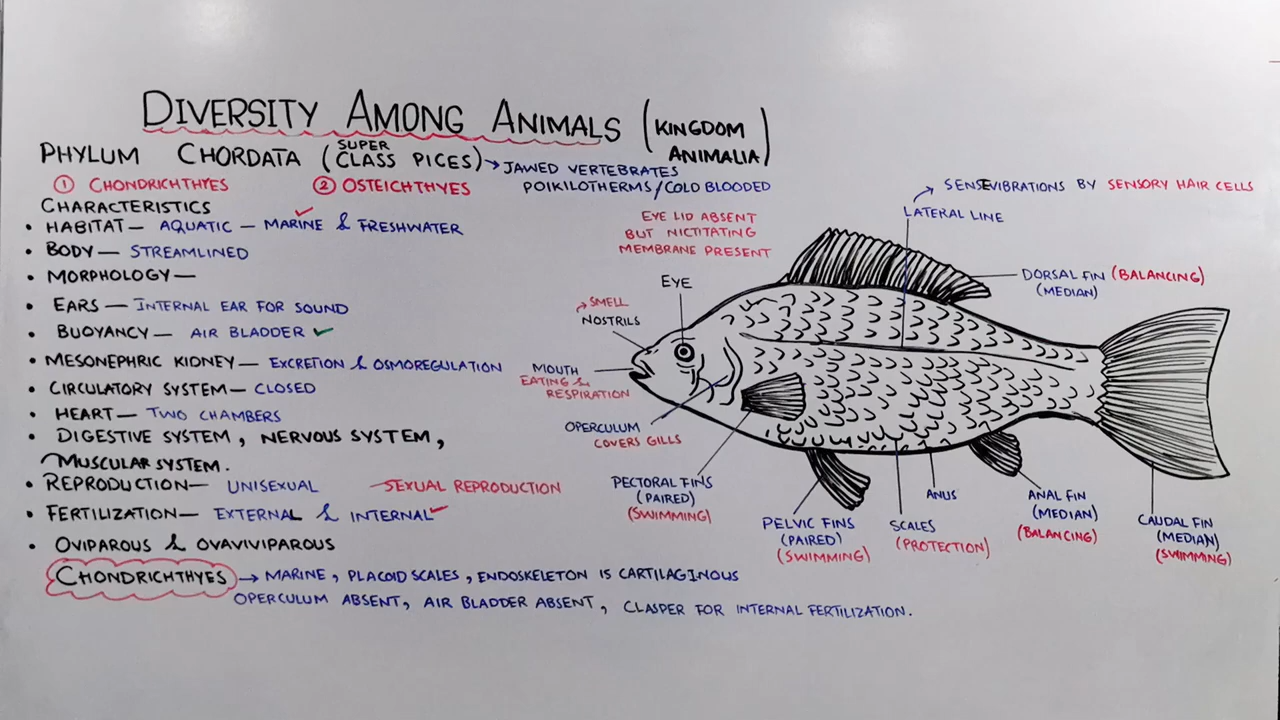 DIVERSITY AMONG ANIMALS (KINGDOM ANIMALIA)
PHYLUM CHORDATA (SUPER CLASS PICES) → JAWED VERTEBRATES
POIKILOTHERMS/COLD BLOODED
① CHONDRICHTHYES ② OSTEICHTHYES
CHARACTERISTICS
• HABITAT — AQUATIC — MARINE & FRESHWATER
• BODY — STREAMLINED
• MORPHOLOGY —
• EARS — INTERNAL EAR FOR SOUND
• BUOYANCY — AIR BLADDER ✓
• MESONEPHRIC KIDNEY — EXCRETION & OSMOREGULATION
• CIRCULATORY SYSTEM — CLOSED
• HEART — TWO CHAMBERS
• DIGESTIVE SYSTEM, NERVOUS SYSTEM,
MUSCULAR SYSTEM.
• REPRODUCTION — UNISEXUAL — SEXUAL REPRODUCTION
• FERTILIZATION — EXTERNAL & INTERNAL ✓
• OVIPAROUS & OVAVIVIPAROUS
CHONDRICHTHYES → MARINE, PLACOID SCALES, ENDOSKELETON IS CARTILAGINOUS
OPERCULUM ABSENT, AIR BLADDER ABSENT, CLASPER FOR INTERNAL FERTILIZATION.
EYE LID ABSENT
BUT NICTITATING
MEMBRANE PRESENT
EYE
→ SMELL
NOSTRILS
MOUTH
EATING &
RESPIRATION
OPERCULUM
COVERS GILLS
PECTORAL FINS
(PAIRED)
(SWIMMING)
PELVIC FINS
(PAIRED)
(SWIMMING)
SCALES
(PROTECTION)
ANUS
ANAL FIN
(MEDIAN)
(BALANCING)
CAUDAL FIN
(MEDIAN)
(SWIMMING)
DORSAL FIN (BALANCING)
(MEDIAN)
LATERAL LINE
→ SENSE VIBRATIONS BY SENSORY HAIR CELLS